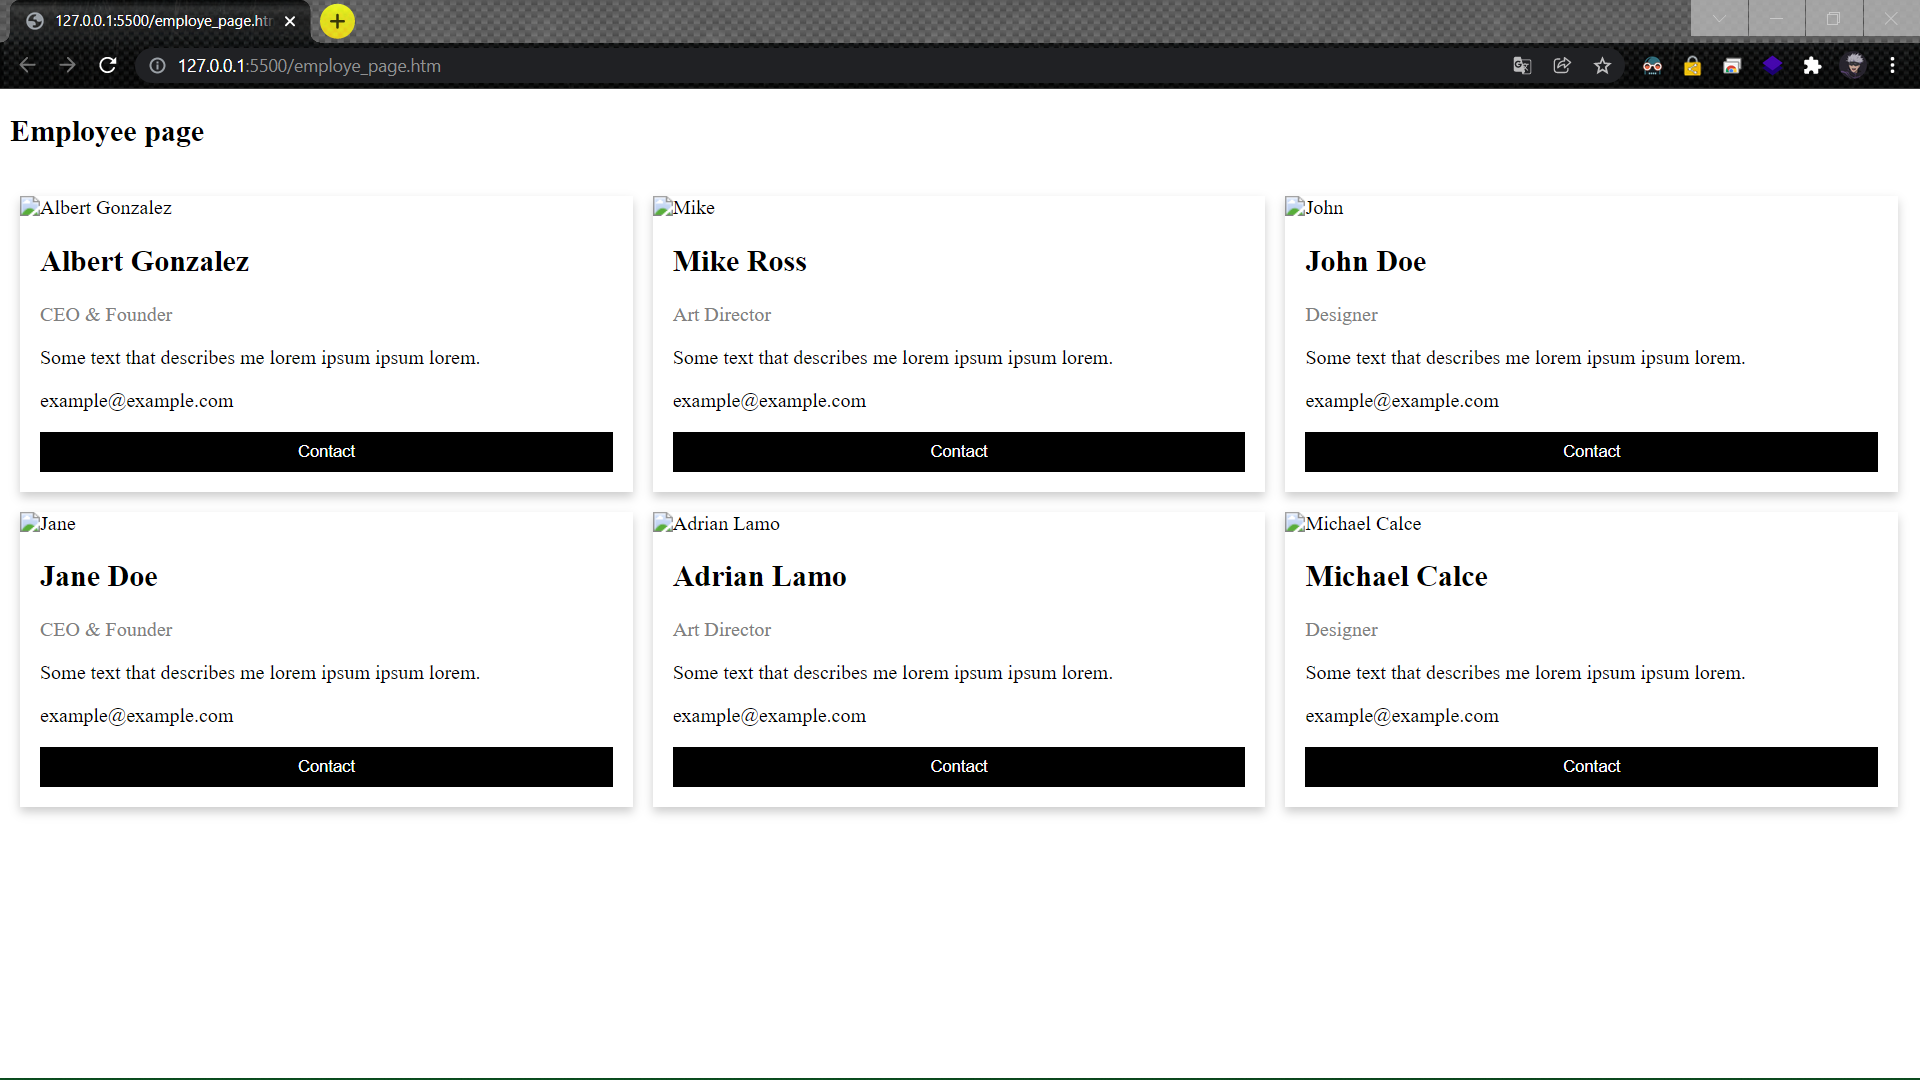 127.0.0.1:5500/employe_page.htm
127.0.0.1:5500/employe_page.htm
Employee page
Albert Gonzalez
Albert Gonzalez
CEO & Founder
Some text that describes me lorem ipsum ipsum lorem.
example@example.com
Contact
Mike
Mike Ross
Art Director
Some text that describes me lorem ipsum ipsum lorem.
example@example.com
Contact
John
John Doe
Designer
Some text that describes me lorem ipsum ipsum lorem.
example@example.com
Contact
Jane
Jane Doe
CEO & Founder
Some text that describes me lorem ipsum ipsum lorem.
example@example.com
Contact
Adrian Lamo
Adrian Lamo
Art Director
Some text that describes me lorem ipsum ipsum lorem.
example@example.com
Contact
Michael Calce
Michael Calce
Designer
Some text that describes me lorem ipsum ipsum lorem.
example@example.com
Contact